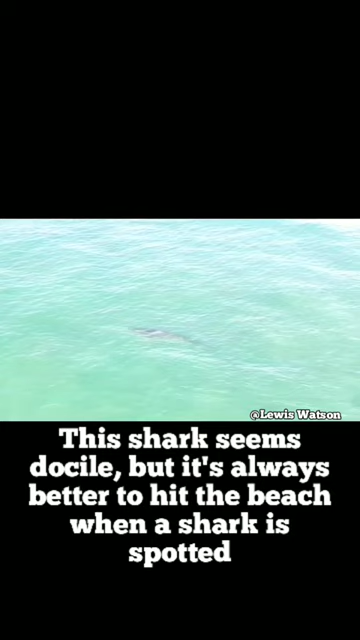 @Lewis Watson
This shark seems
docile, but it's always
better to hit the beach
when a shark is
spotted